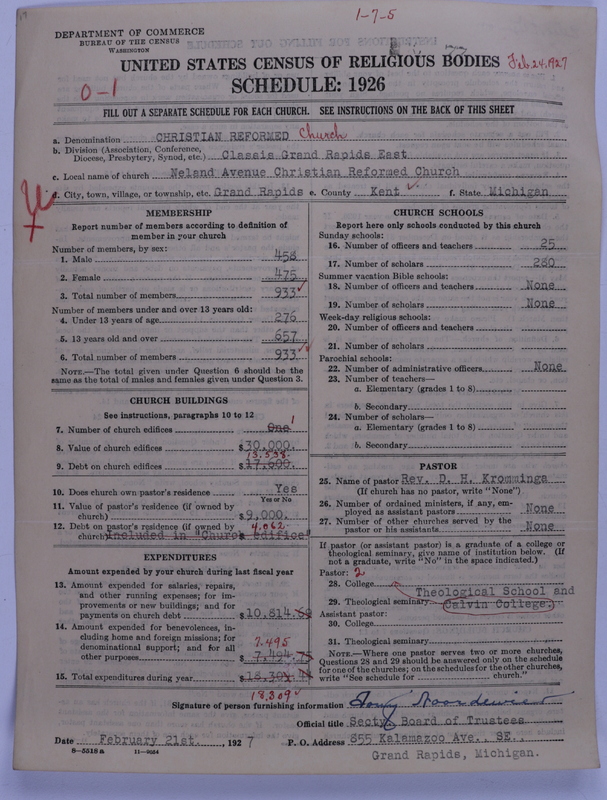 1-7-5
DEPARTMENT OF COMMERCE
BUREAU OF THE CENSUS
WASHINGTON
UNITED STATES CENSUS OF RELIGIOUS BODIES
Feb. 24, 1927
0-1
SCHEDULE: 1926
FILL OUT A SEPARATE SCHEDULE FOR EACH CHURCH. SEE INSTRUCTIONS ON THE BACK OF THIS SHEET
a. Denomination CHRISTIAN REFORMED Church
b. Division (Association, Conference,
Diocese, Presbytery, Synod, etc.) Classis Grand Rapids East
c. Local name of church Neland Avenue Christian Reformed Church
d. City, town, village, or township, etc. Grand Rapids e. County Kent f. State Michigan
MEMBERSHIP
Report number of members according to definition of
member in your church
Number of members, by sex:
1. Male 458
2. Female 475
3. Total number of members 933
Number of members under and over 13 years old:
4. Under 13 years of age 276
5. 13 years old and over 657
6. Total number of members 933
NOTE.—The total given under Question 6 should be
same as the total of males and females given under Question 3.
CHURCH BUILDINGS
See instructions, paragraphs 10 to 12
7. Number of church edifices One 1
8. Value of church edifices $30,000.
13,538.
9. Debt on church edifices $17,600.
10. Does church own pastor's residence Yes
Yes or No
11. Value of pastor's residence (if owned by
church) $9,000.
12. Debt on pastor's residence (if owned by 4,062
church) Included in "Church edifice"
EXPENDITURES
Amount expended by your church during last fiscal year
13. Amount expended for salaries, repairs,
and other running expenses; for im-
provements or new buildings; and for
payments on church debt $10,814.69
14. Amount expended for benevolences, in-
cluding home and foreign missions; for
denominational support; and for all 7,495
other purposes $7,494.75
15. Total expenditures during year $18,309.44
18,309
CHURCH SCHOOLS
Report here only schools conducted by this church
Sunday schools:
16. Number of officers and teachers 25
17. Number of scholars 280
Summer vacation Bible schools:
18. Number of officers and teachers None
19. Number of scholars None
Week-day religious schools:
20. Number of officers and teachers
21. Number of scholars
Parochial schools:
22. Number of administrative officers None
23. Number of teachers—
a. Elementary (grades 1 to 8)
b. Secondary
24. Number of scholars—
a. Elementary (grades 1 to 8)
b. Secondary
PASTOR
25. Name of pastor Rev. D. H. Kromminga
(If church has no pastor, write "None")
26. Number of ordained ministers, if any, em-
ployed as assistant pastors None
27. Number of other churches served by the
pastor or his assistants None
If pastor (or assistant pastor) is a graduate of a college or
theological seminary, give name of institution below. (If
not a graduate, write "No" in the space indicated.)
Pastor: 2
28. College
Theological School and
29. Theological seminary Calvin College.
Assistant pastor:
30. College
31. Theological seminary
NOTE.—Where one pastor serves two or more churches,
Questions 28 and 29 should be answered only on the schedule
for one of the churches; on the schedules for the other churches,
write "See schedule for church."
Signature of person furnishing information
Official title Secty Board of Trustees
Date February 21st, 1927 P. O. Address 855 Kalamazoo Ave., SE.,
8-5518a 11-9664
Grand Rapids, Michigan.